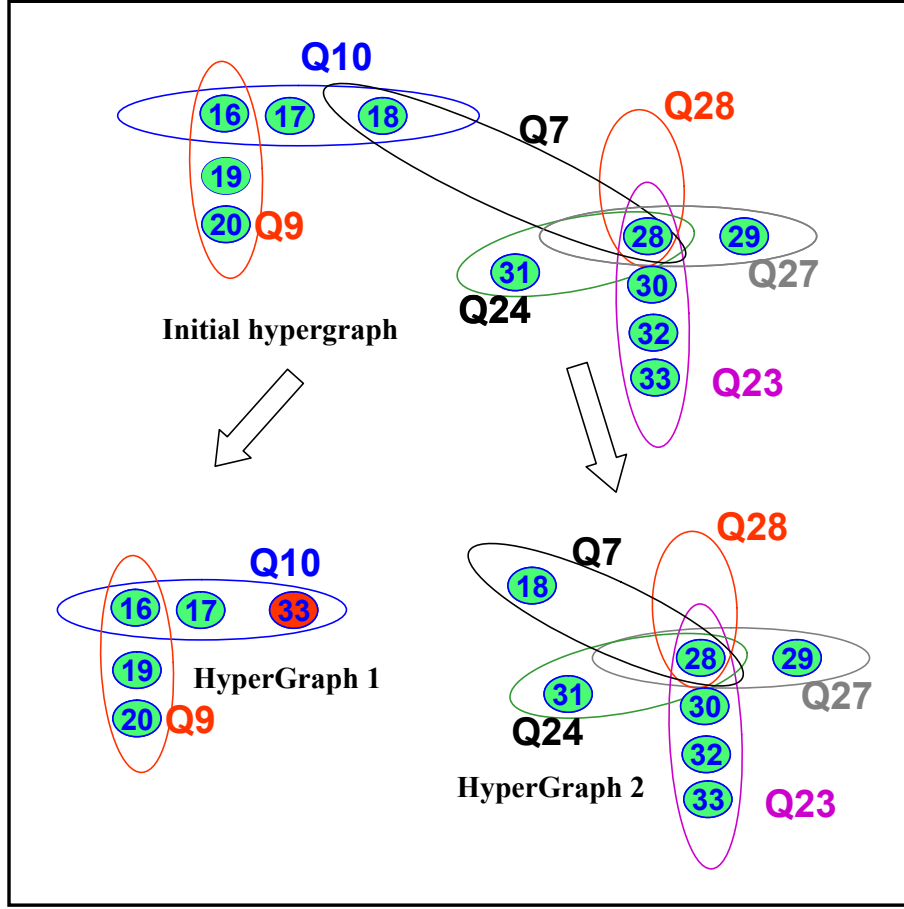 Q10
16 17 18
Q7
Q28
19
20 Q9
28 29
31
Q27
30
Q24
Initial hypergraph
32
33
Q23
Q28
Q7
Q10
18
16 17 33
28 29
19
HyperGraph 1
31
Q27
30
20 Q9
Q24
32
HyperGraph 2
33
Q23